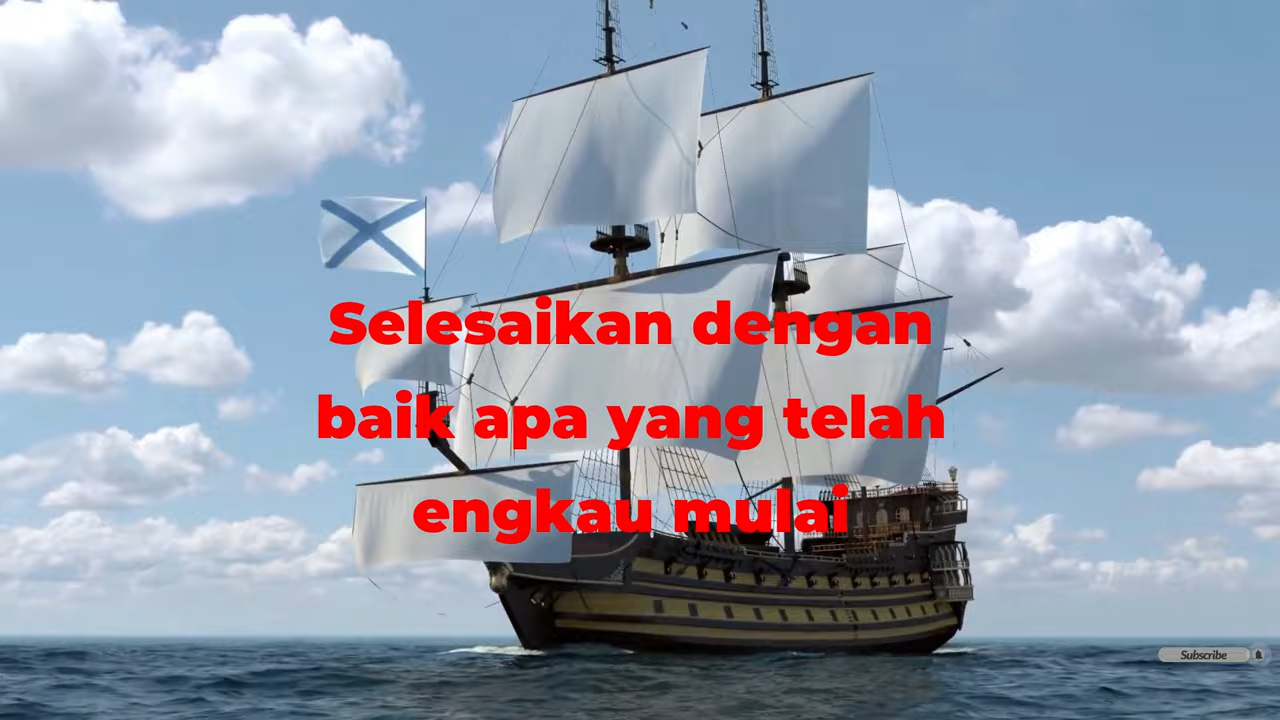 Selesaikan dengan
baik apa yang telah
engkau mulai
Subscribe